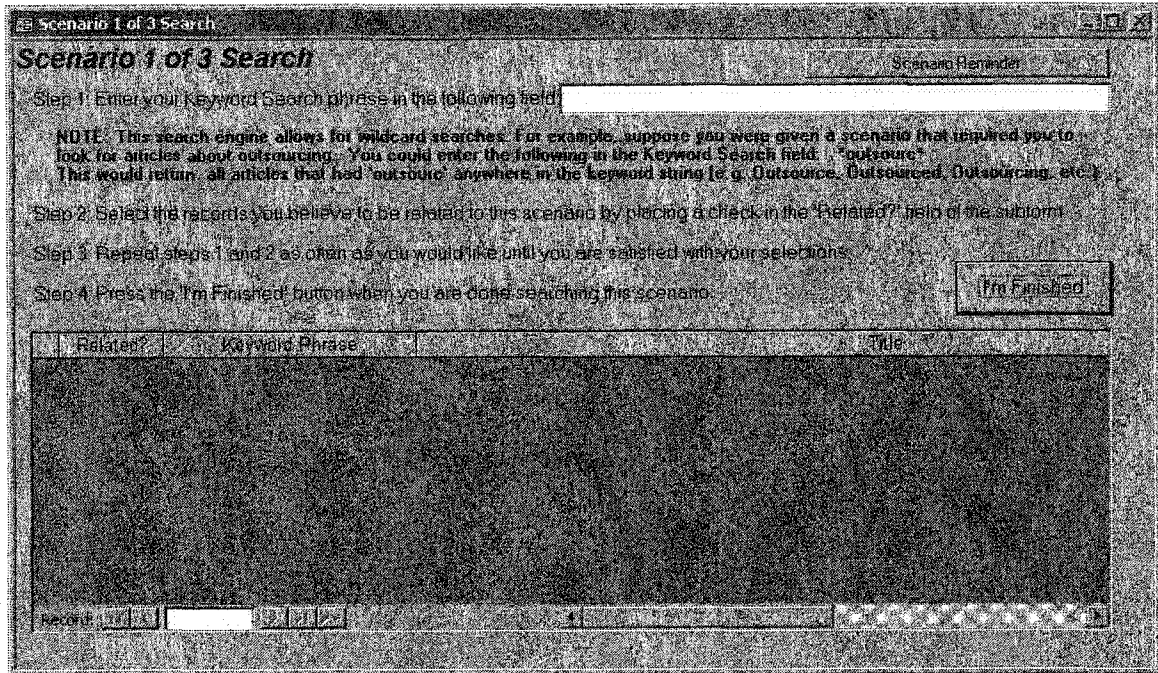 Scenario 1 of 3 Search
Scenario 1 of 3 Search
Scenario Reminder
Step 1: Enter your Keyword Search phrase in the following field:
NOTE: This search engine allows for wildcard searches. For example, suppose you were given a scenario that required you to
look for articles about outsourcing. You could enter the following in the Keyword Search field: *outsourc*
This would return all articles that had 'outsourc' anywhere in the keyword string (e.g. Outsource, Outsourced, Outsourcing, etc.)
Step 2: Select the records you believe to be related to this scenario by placing a check in the 'Related?' field of the subform.
Step 3: Repeat steps 1 and 2 as often as you would like until you are satisfied with your selections.
Step 4: Press the 'I'm Finished' button when you are done searching this scenario.
I'm Finished
Related? Keyword Phrase Title
Record: